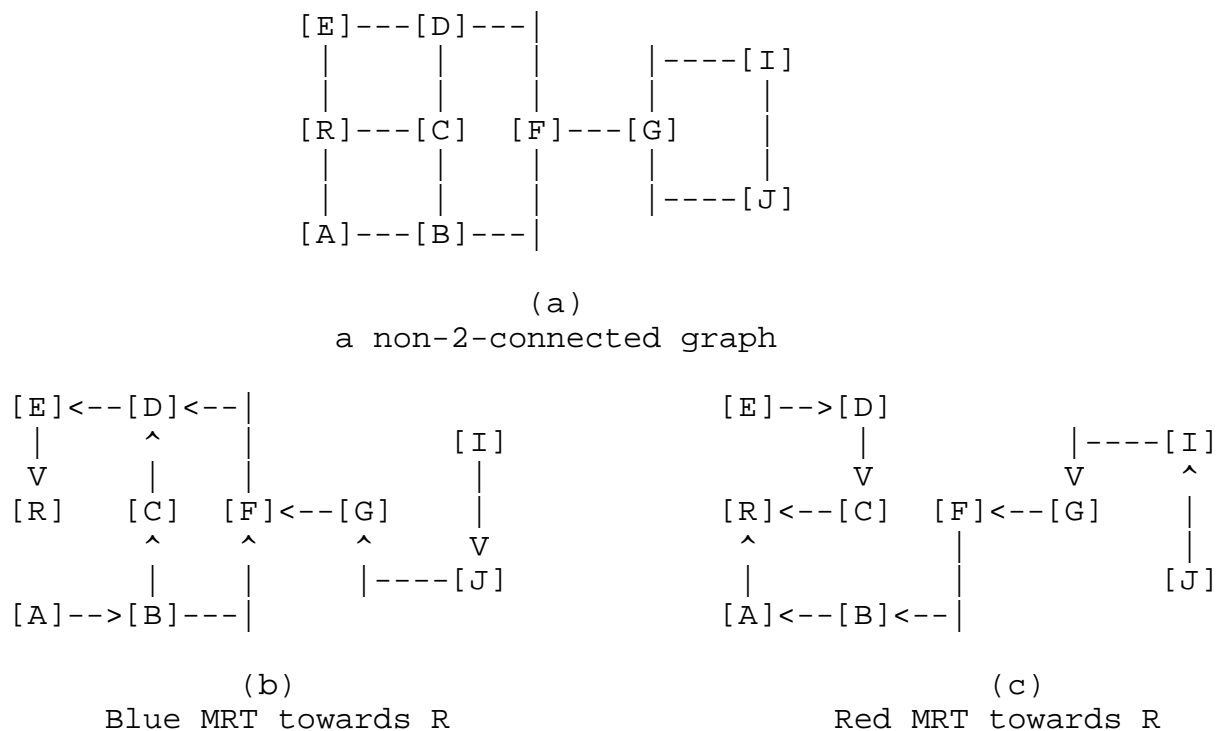 [E]---[D]---|
|     |    |     |----[I]
|     |    |     |     |
[R]---[C]  [F]---[G]   |
|     |    |     |     |
|     |    |     |----[J]
[A]---[B]---|
(a)
a non-2-connected graph
[E]<--[D]<--|                          [E]-->[D]
|     ^     |         [I]                    |          |----[I]
V     |     |          |                     V          V     ^
[R]   [C]   [F]<--[G]  |               [R]<--[C]   [F]<--[G]  |
^     ^     ^    V                      ^           |         |
|     |     |----[J]                    |           |        [J]
[A]-->[B]---|                          [A]<--[B]<--|
(b) (c)
Blue MRT towards R Red MRT towards R